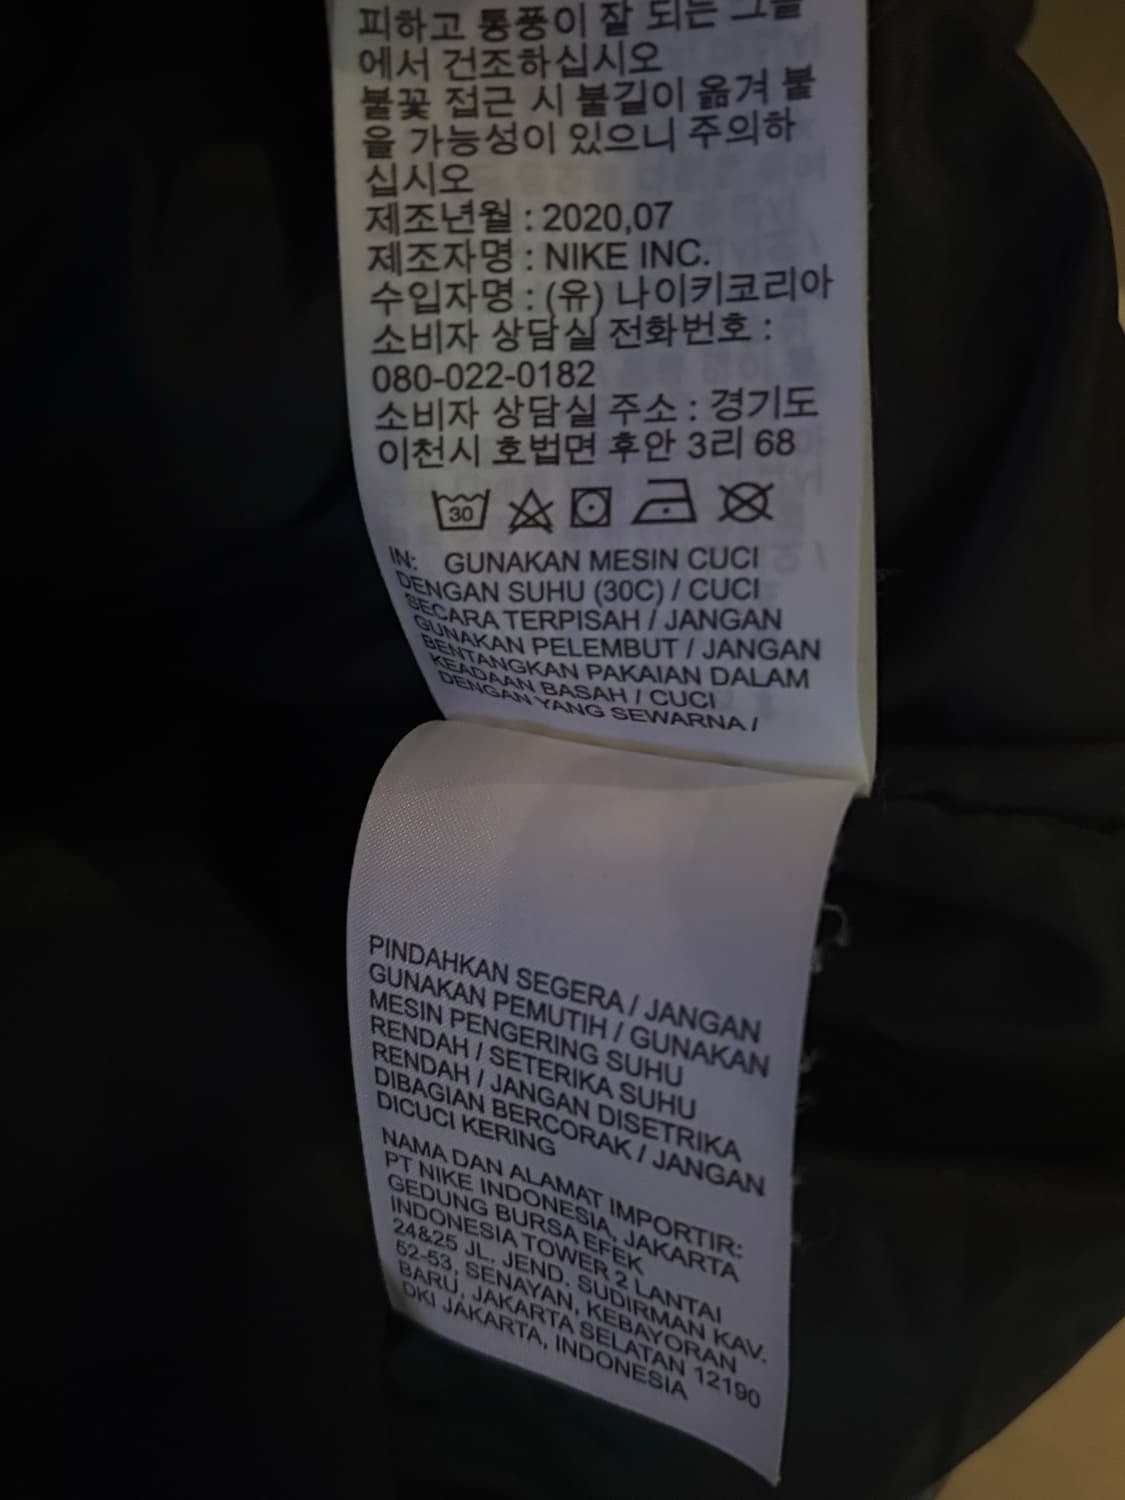 피하고 통풍이 잘 되는 그늘
에서 건조하십시오
불꽃 접근 시 불길이 옮겨 붙
을 가능성이 있으니 주의하
십시오
제조년월 : 2020,07
제조자명 : NIKE INC.
수입자명 : (유) 나이키코리아
소비자 상담실 전화번호 :
080-022-0182
소비자 상담실 주소 : 경기도
이천시 호법면 후안 3리 68
30
IN: GUNAKAN MESIN CUCI
DENGAN SUHU (30C) / CUCI
SECARA TERPISAH / JANGAN
GUNAKAN PELEMBUT / JANGAN
BENTANGKAN PAKAIAN DALAM
KEADAAN BASAH / CUCI
DENGAN YANG SEWARNA /
PINDAHKAN SEGERA / JANGAN
GUNAKAN PEMUTIH / GUNAKAN
MESIN PENGERING SUHU
RENDAH / SETERIKA SUHU
RENDAH / JANGAN DISETRIKA
DIBAGIAN BERCORAK / JANGAN
DICUCI KERING
NAMA DAN ALAMAT IMPORTIR:
PT NIKE INDONESIA, JAKARTA
GEDUNG BURSA EFEK
INDONESIA TOWER 2 LANTAI
24&25 JL. JEND. SUDIRMAN KAV.
52-53, SENAYAN, KEBAYORAN
BARU, JAKARTA SELATAN 12190
DKI JAKARTA, INDONESIA